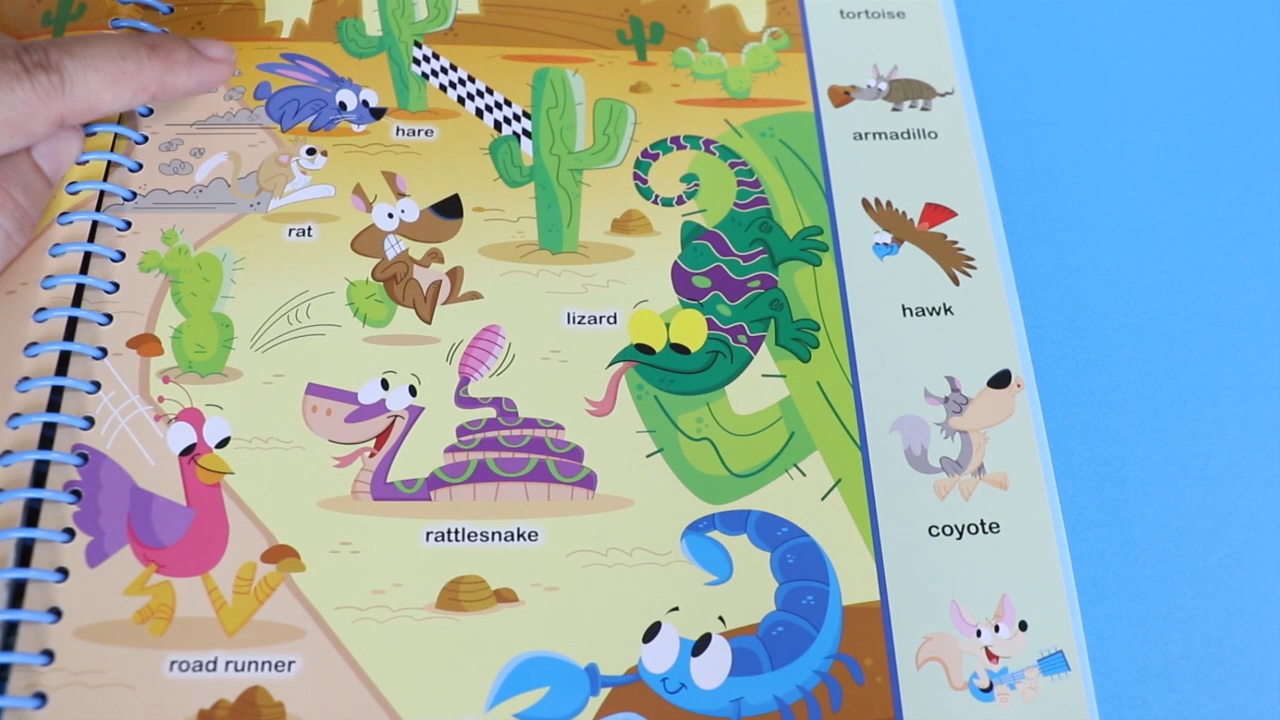 tortoise
armadillo
hawk
coyote
hare
rat
lizard
rattlesnake
road runner